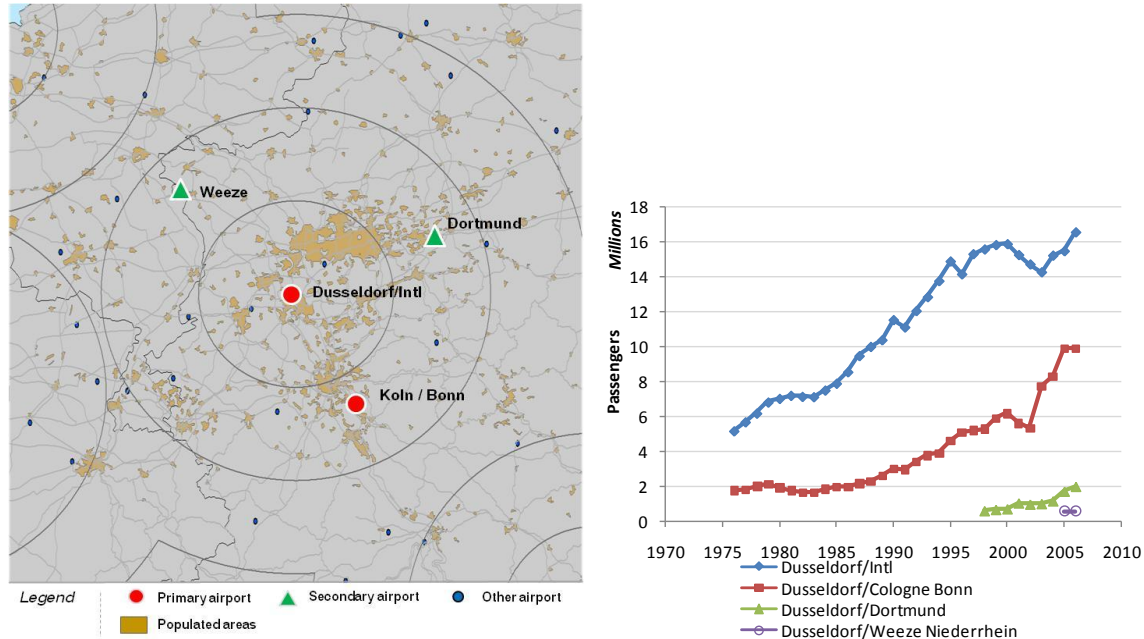 Weeze
Dortmund
Dusseldorf/Intl
Koln / Bonn
Legend
Primary airport
Secondary airport
Other airport
Populated areas
Millions
Passengers
18
16
14
12
10
8
6
4
2
0
1970 1975 1980 1985 1990 1995 2000 2005 2010
Dusseldorf/Intl
Dusseldorf/Cologne Bonn
Dusseldorf/Dortmund
Dusseldorf/Weeze Niederrhein